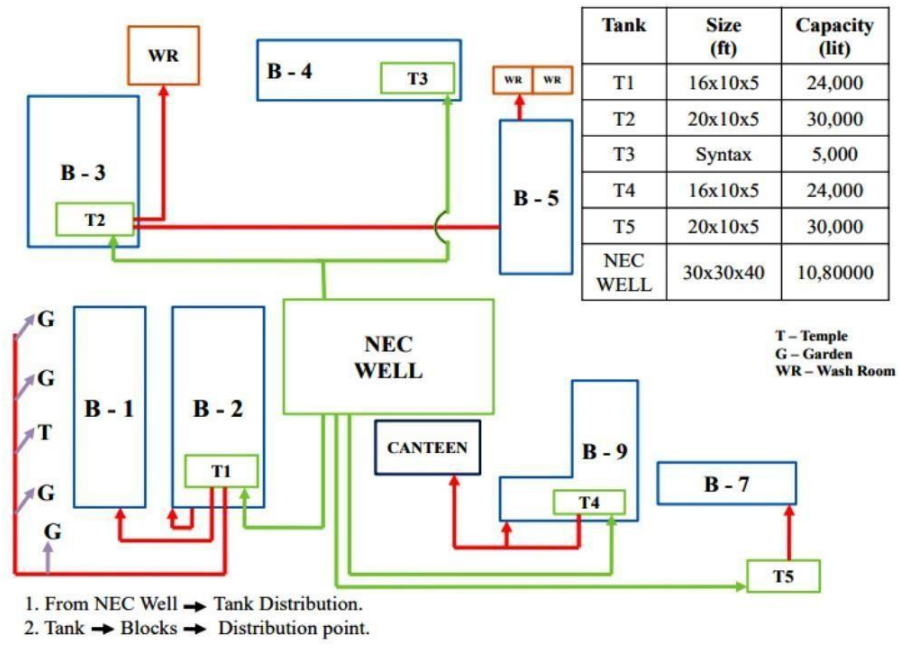 WR
B - 4
T3
WR WR
B - 3
T2
B - 5
Tank Size (ft) Capacity (lit)
T1 16x10x5 24,000
T2 20x10x5 30,000
T3 Syntax 5,000
T4 16x10x5 24,000
T5 20x10x5 30,000
NEC WELL 30x30x40 10,80000
T – Temple
G – Garden
WR – Wash Room
G
G
T
G
G
B - 1
B - 2
T1
NEC
WELL
CANTEEN
B - 9
T4
B - 7
T5
1. From NEC Well → Tank Distribution.
2. Tank → Blocks → Distribution point.